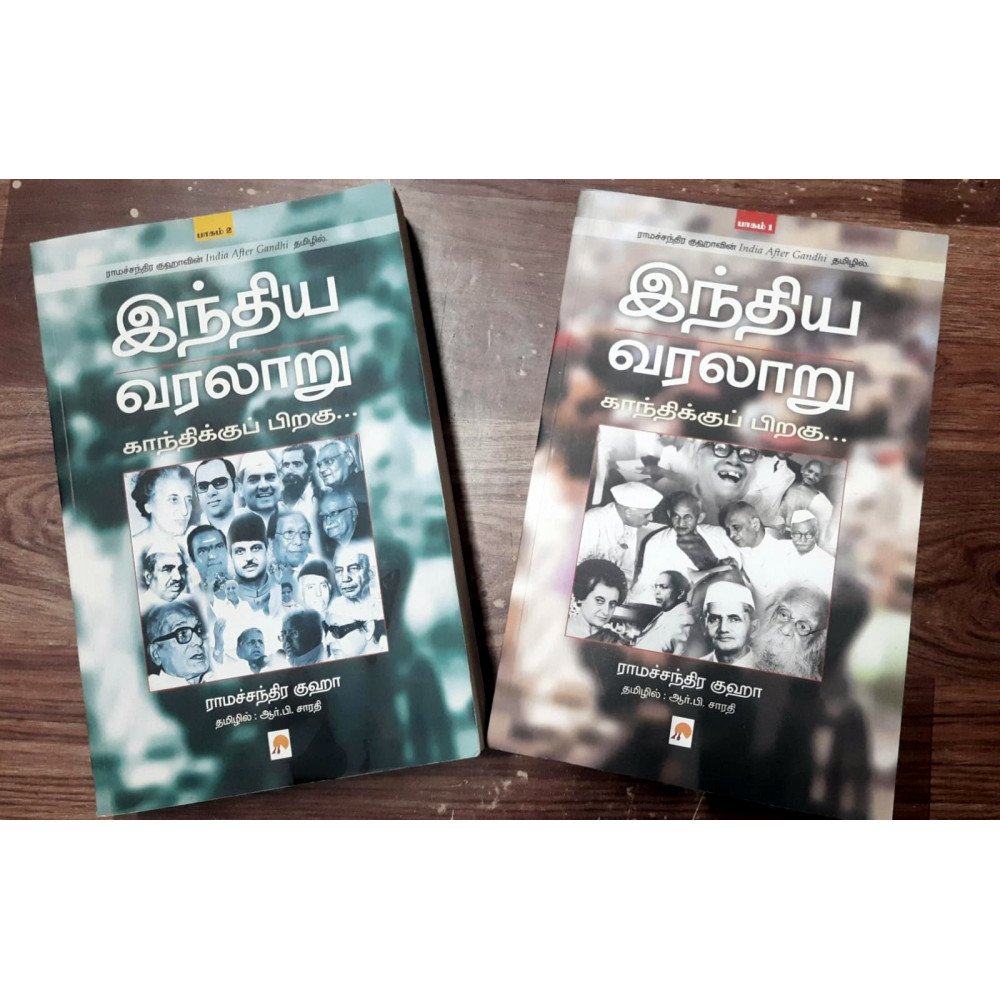 பாகம் 2
ராமச்சந்திர குஹாவின் India After Gandhi தமிழில்.
இந்திய
வரலாறு
காந்திக்குப் பிறகு...
ராமச்சந்திர குஹா
தமிழில் : ஆர்.பி. சாரதி
பாகம் 1
ராமச்சந்திர குஹாவின் India After Gandhi தமிழில்.
இந்திய
வரலாறு
காந்திக்குப் பிறகு...
ராமச்சந்திர குஹா
தமிழில் : ஆர்.பி. சாரதி